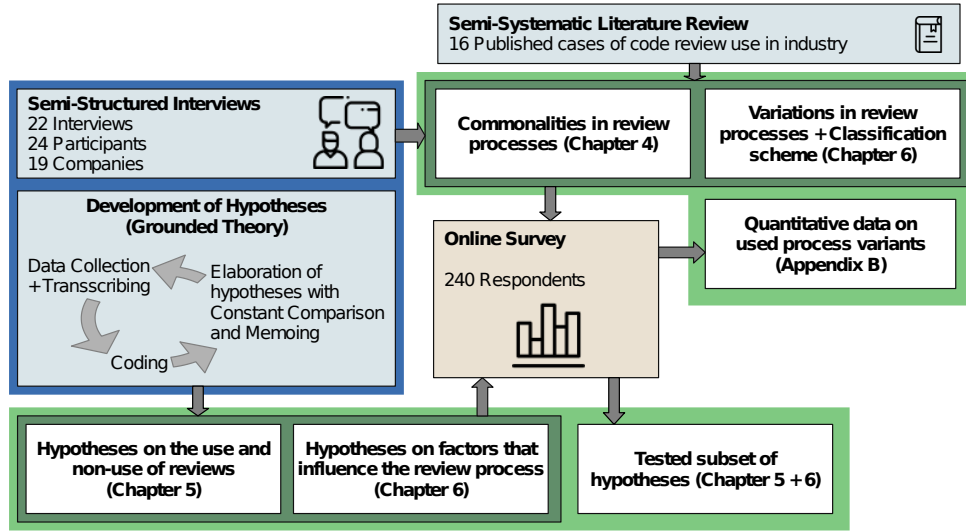 Semi-Systematic Literature Review
16 Published cases of code review use in industry
Semi-Structured Interviews
22 Interviews
24 Participants
19 Companies
Commonalities in review
processes (Chapter 4)
Variations in review
processes + Classification
scheme (Chapter 6)
Development of Hypotheses
(Grounded Theory)
Data Collection
+Transscribing
Elaboration of
hypotheses with
Constant Comparison
and Memoing
Coding
Online Survey
240 Respondents
Quantitative data on
used process variants
(Appendix B)
Hypotheses on the use and
non-use of reviews
(Chapter 5)
Hypotheses on factors that
influence the review process
(Chapter 6)
Tested subset of
hypotheses (Chapter 5 + 6)